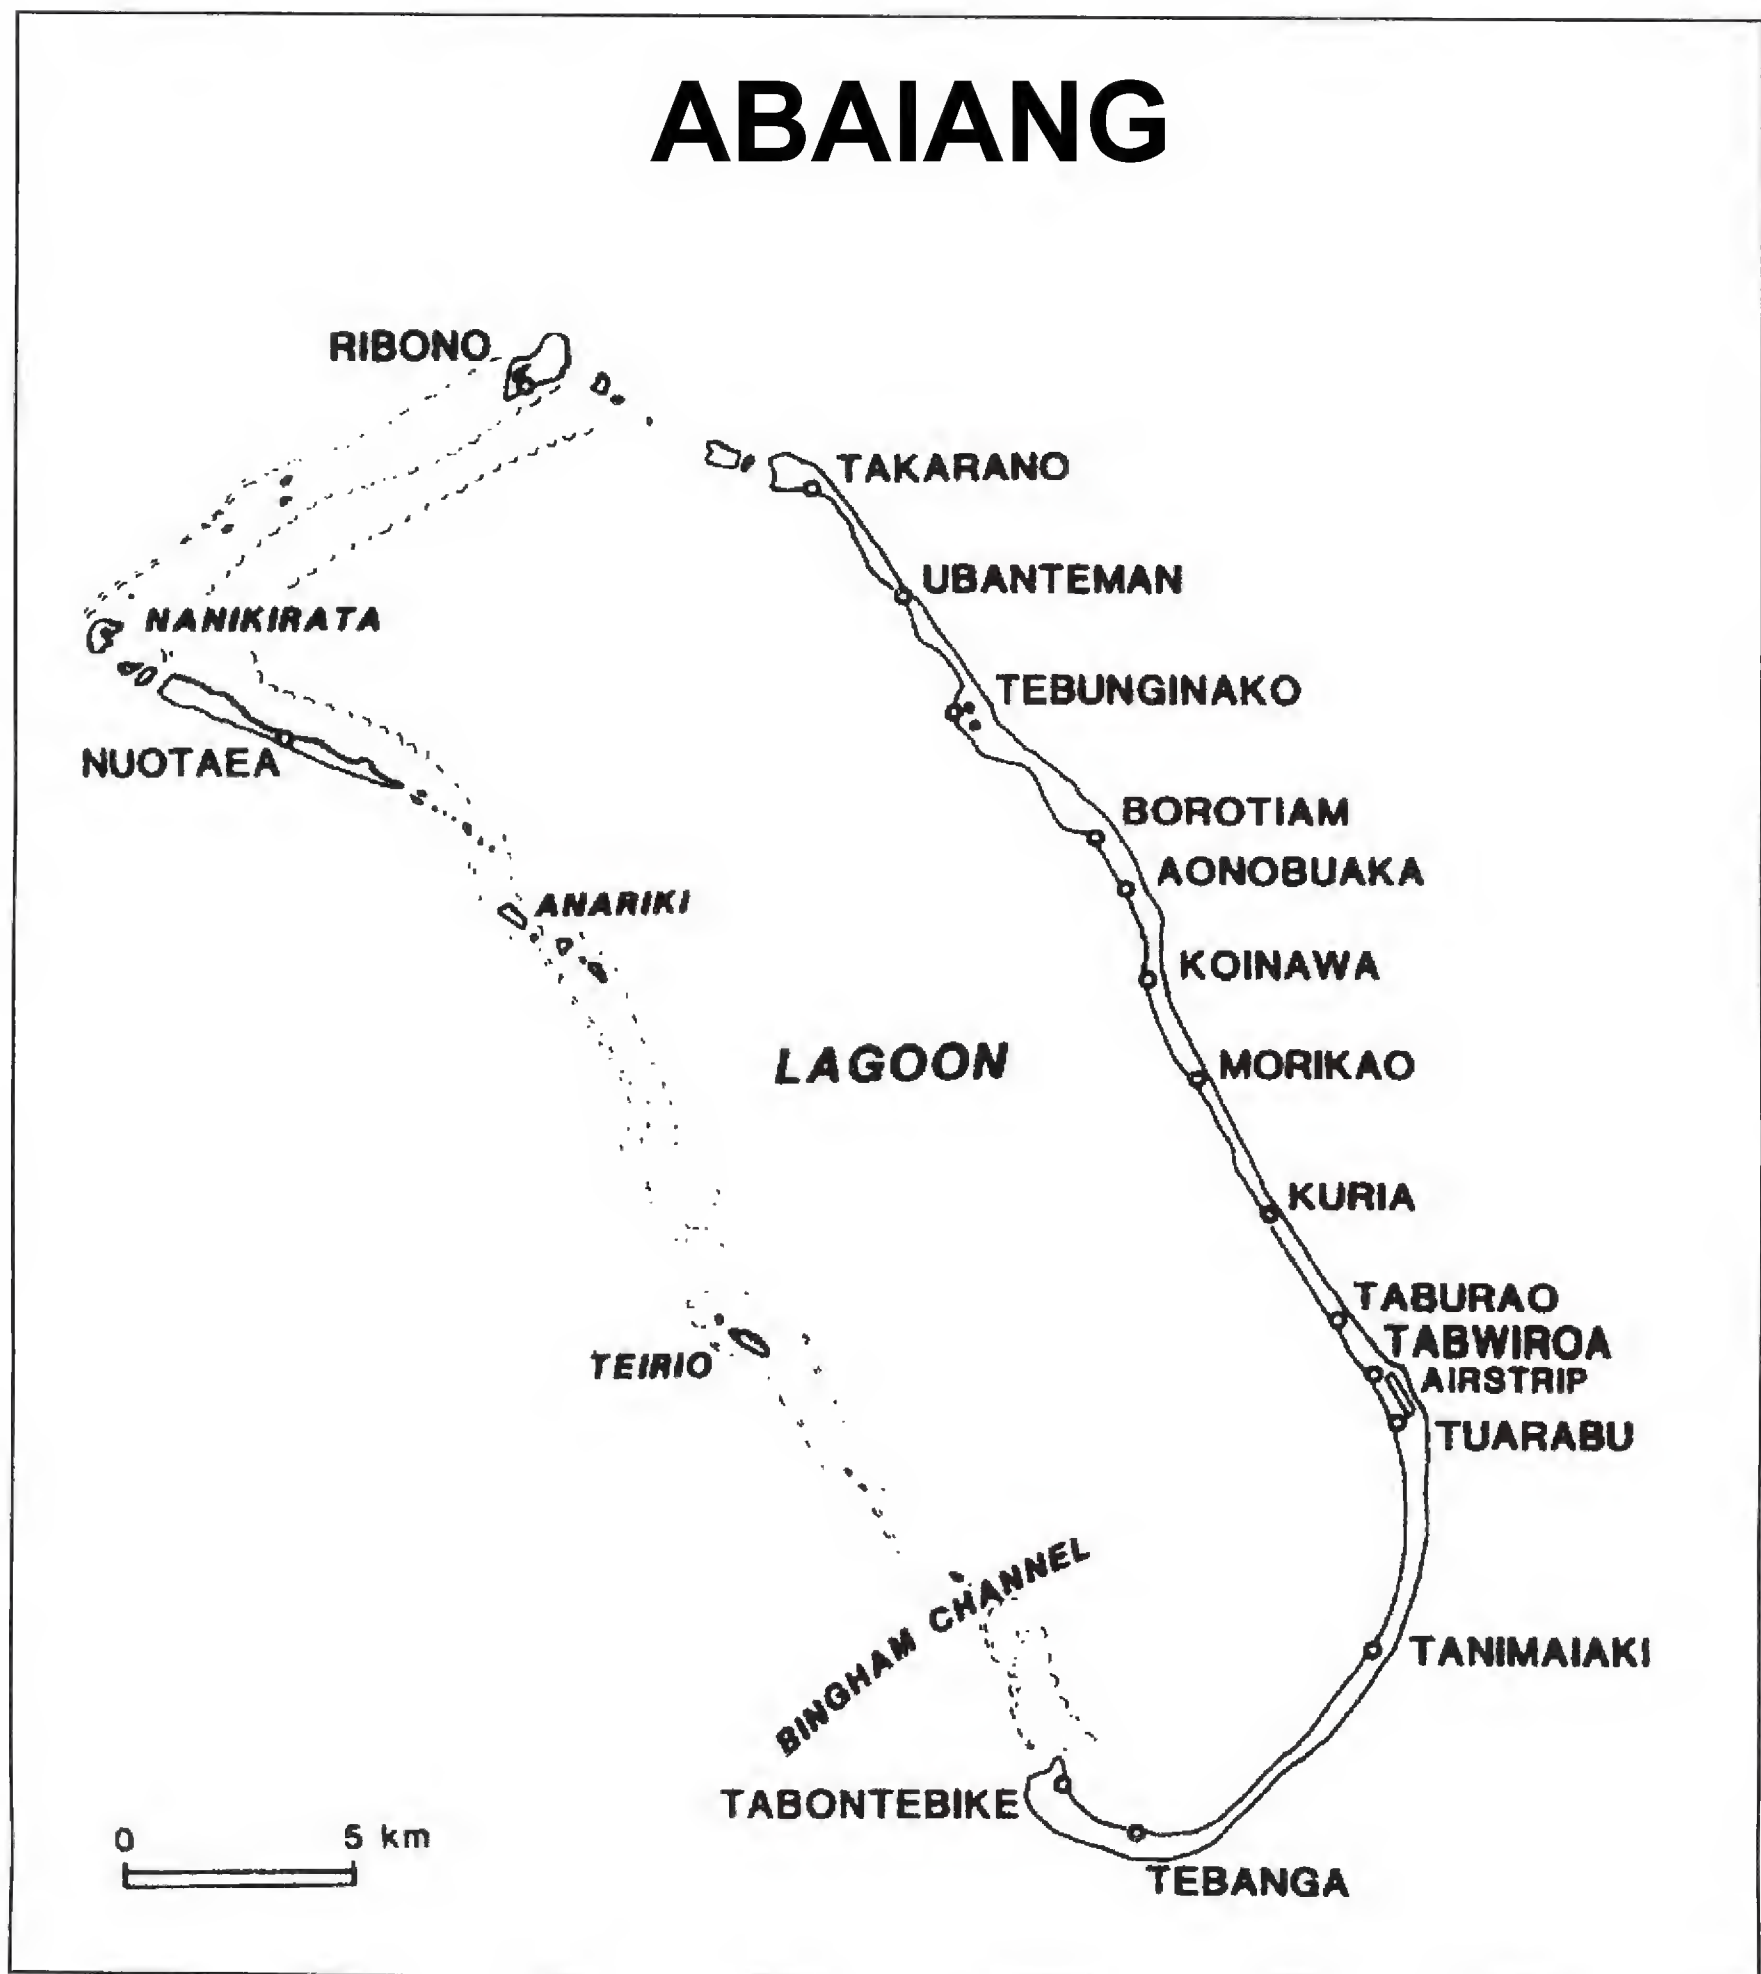 ABAIANG
RIBONO
TAKARANO
UBANTEMAN
NANIKIRATA
TEBUNGINAKO
NUOTAEA
BOROTIAM
AONOBUAKA
ANARIKI
KOINAWA
LAGOON
MORIKAO
KURIA
TABURAO
TABWIROA
TEIRIO
AIRSTRIP
TUARABU
BINGHAM CHANNEL
TANIMAIAKI
TABONTEBIKE
0 5 km
TEBANGA